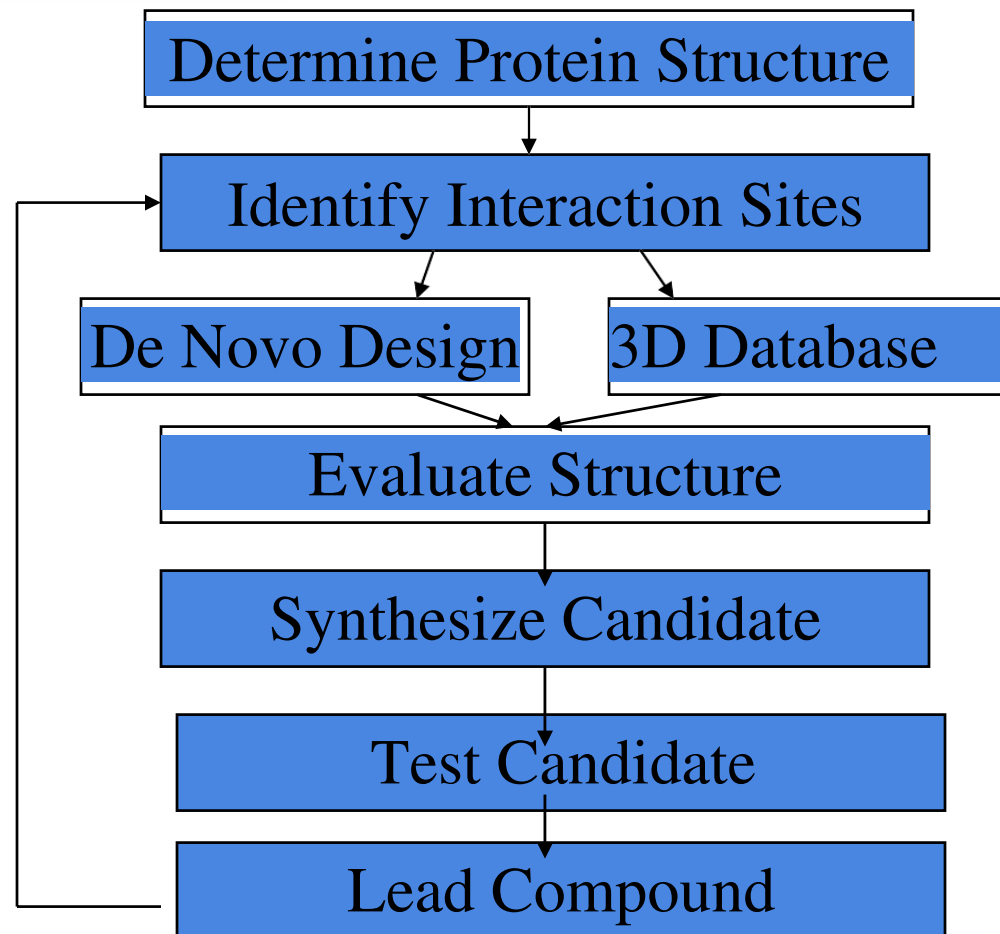 Determine Protein Structure
Identify Interaction Sites
De Novo Design
3D Database
Evaluate Structure
Synthesize Candidate
Test Candidate
Lead Compound